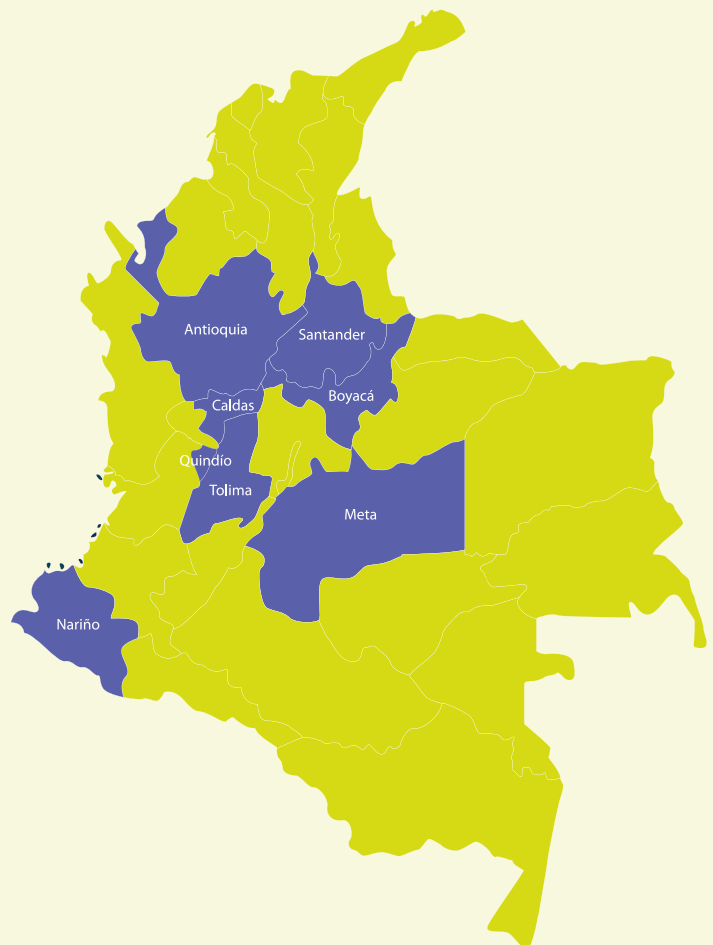 Antioquia
Santander
Boyacá
Caldas
Quindío
Tolima
Meta
Nariño